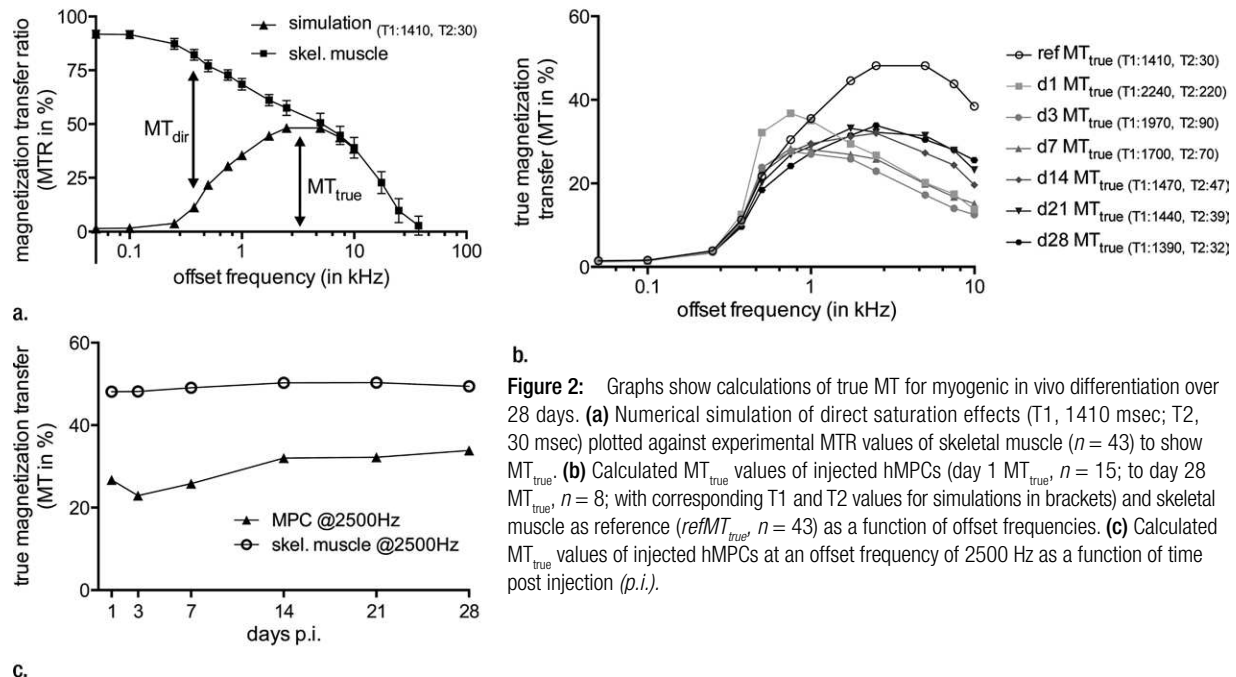 100
75
50
25
0
magnetization transfer ratio
(MTR in %)
simulation (T1:1410, T2:30)
skel. muscle
MTdir
MTtrue
0.1
1
10
100
offset frequency (in kHz)
a.
60
40
20
0
true magnetization
transfer (MT in %)
0.1
1
10
offset frequency (in kHz)
ref MTtrue (T1:1410, T2:30)
d1 MTtrue (T1:2240, T2:220)
d3 MTtrue (T1:1970, T2:90)
d7 MTtrue (T1:1700, T2:70)
d14 MTtrue (T1:1470, T2:47)
d21 MTtrue (T1:1440, T2:39)
d28 MTtrue (T1:1390, T2:32)
b.
60
40
20
0
true magnetization transfer
(MT in %)
MPC @2500Hz
skel. muscle @2500Hz
1
3
7
14
21
28
days p.i.
c.
Figure 2: Graphs show calculations of true MT for myogenic in vivo differentiation over
28 days. (a) Numerical simulation of direct saturation effects (T1, 1410 msec; T2,
30 msec) plotted against experimental MTR values of skeletal muscle (n = 43) to show
MTtrue. (b) Calculated MTtrue values of injected hMPCs (day 1 MTtrue, n = 15; to day 28
MTtrue, n = 8; with corresponding T1 and T2 values for simulations in brackets) and skeletal
muscle as reference (refMTtrue, n = 43) as a function of offset frequencies. (c) Calculated
MTtrue values of injected hMPCs at an offset frequency of 2500 Hz as a function of time
post injection (p.i.).